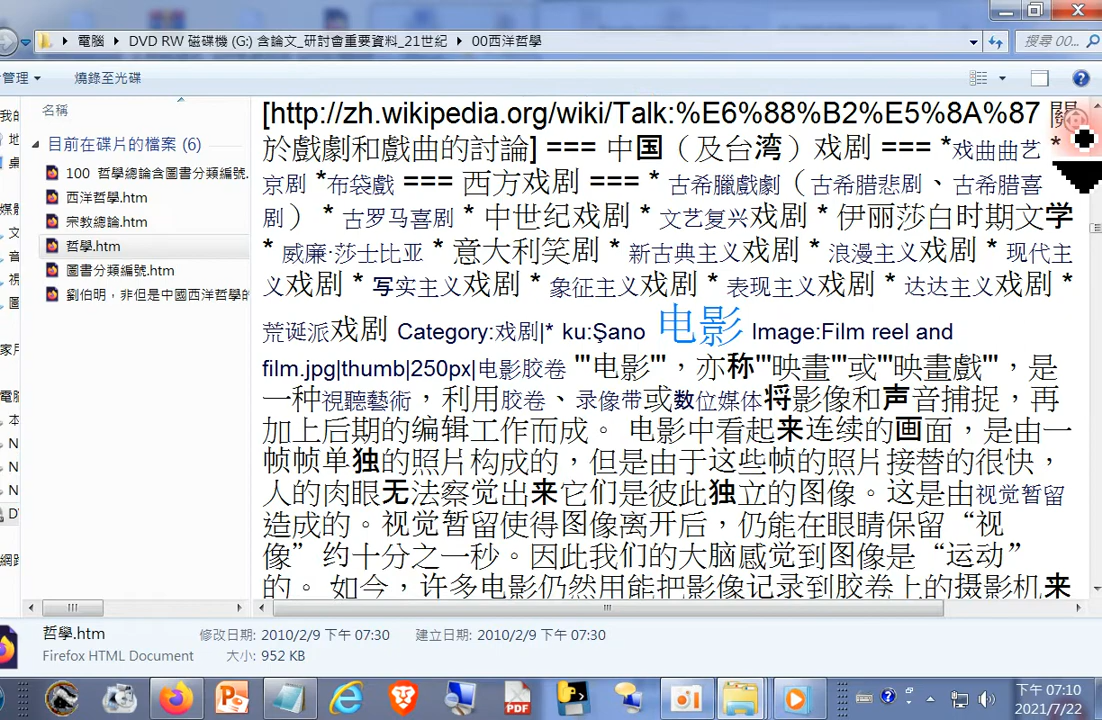 電腦 ▸ DVD RW 磁碟機 (G:) 含論文_研討會重要資料_21世紀 ▸ 00西洋哲學
搜尋 00...
管理 燒錄至光碟
名稱
目前在碟片的檔案 (6)
100 哲學總論含圖書分類編號.
西洋哲學.htm
宗教總論.htm
哲學.htm
圖書分類編號.htm
劉伯明，非但是中國西洋哲學的
[http://zh.wikipedia.org/wiki/Talk:%E6%88%B2%E5%8A%87 關
於戲劇和戲曲的討論] === 中国（及台湾）戏剧 === *戏曲曲艺 *
京剧 *布袋戲 === 西方戏剧 === * 古希臘戲劇（古希腊悲剧、古希腊喜
剧） * 古罗马喜剧 * 中世纪戏剧 * 文艺复兴戏剧 * 伊丽莎白时期文学
* 威廉·莎士比亚 * 意大利笑剧 * 新古典主义戏剧 * 浪漫主义戏剧 * 现代主
义戏剧 * 写实主义戏剧 * 象征主义戏剧 * 表现主义戏剧 * 达达主义戏剧 *
荒诞派戏剧 Category:戏剧|* ku:Şano 电影 Image:Film reel and
film.jpg|thumb|250px|电影胶卷 '''电影'''，亦称'''映畫'''或'''映畫戲'''，是
一种視聽藝術，利用胶卷、录像带或数位媒体将影像和声音捕捉，再
加上后期的编辑工作而成。 电影中看起来连续的画面，是由一
帧帧单独的照片构成的，但是由于这些帧的照片接替的很快，
人的肉眼无法察觉出来它们是彼此独立的图像。这是由视觉暂留
造成的。视觉暂留使得图像离开后，仍能在眼睛保留“视
像”约十分之一秒。因此我们的大脑感觉到图像是“运动”
的。 如今，许多电影仍然用能把影像记录到胶卷上的摄影机来
哲學.htm 修改日期: 2010/2/9 下午 07:30 建立日期: 2010/2/9 下午 07:30
Firefox HTML Document 大小: 952 KB
PDF
下午 07:10
2021/7/22